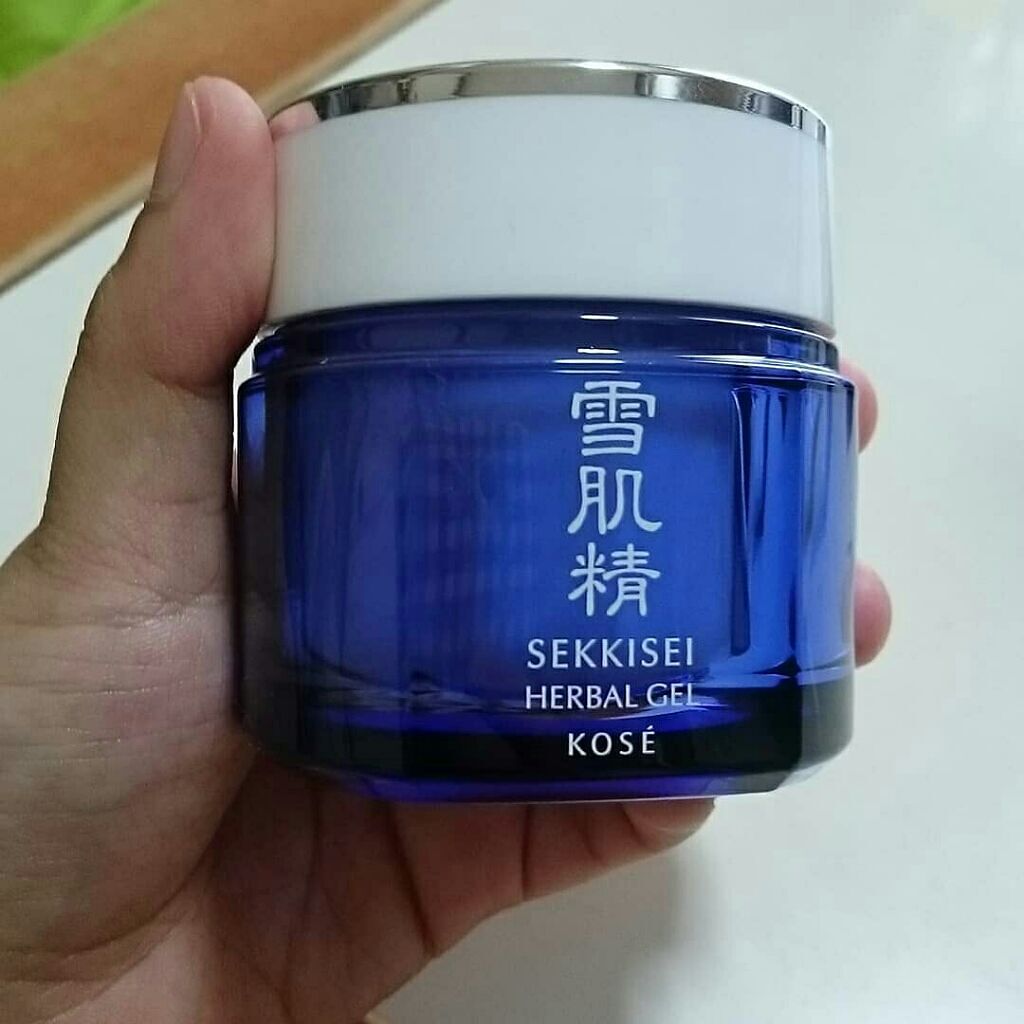 雪肌精
SEKKISEI
HERBAL GEL
KOSÉ